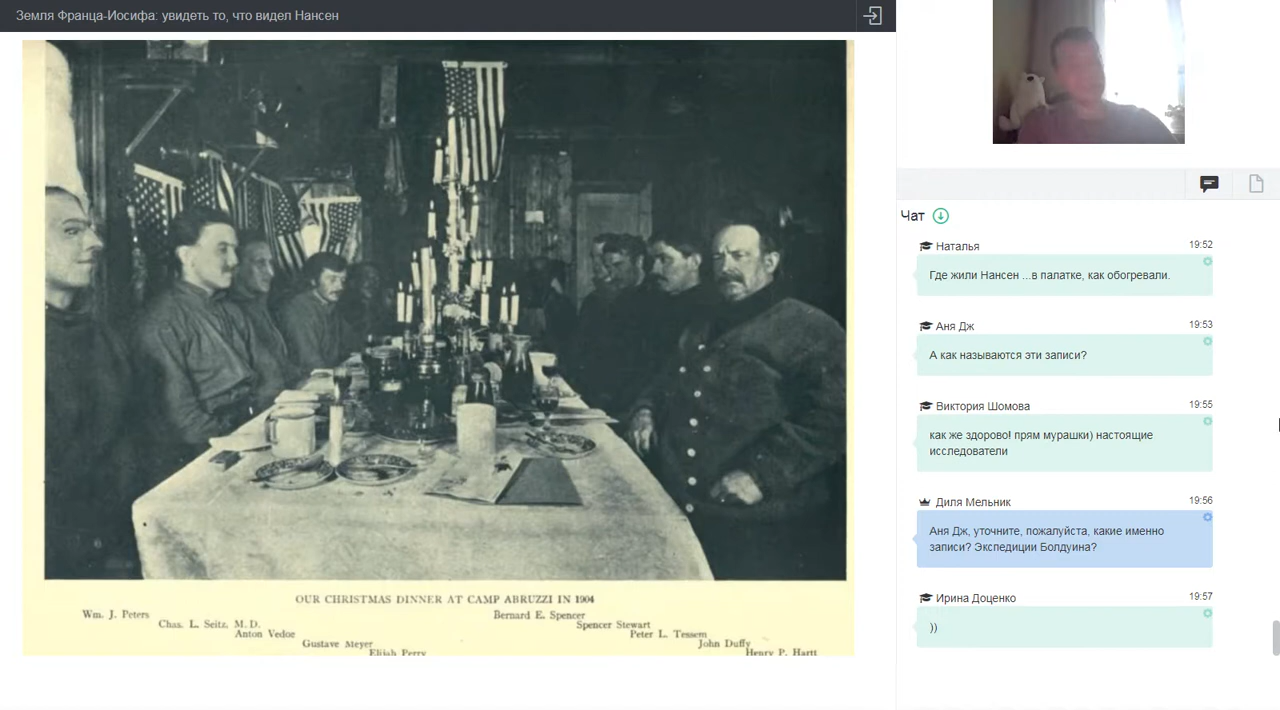 Земля Франца-Иосифа: увидеть то, что видел Нансен
OUR CHRISTMAS DINNER AT CAMP ABRUZZI IN 1904
Wm. J. Peters
Chas. L. Seitz, M. D.
Anton Vedoe
Gustave Meyer
Elijah Perry
Bernard E. Spencer
Spencer Stewart
Peter L. Tessem
John Duffy
Henry P. Hartt
Чат
Наталья 19:52
Где жили Нансен ...в палатке, как обогревали.
Аня Дж 19:53
А как называются эти записи?
Виктория Шомова 19:55
как же здорово! прям мурашки) настоящие
исследователи
Диля Мельник 19:56
Аня Дж, уточните, пожалуйста, какие именно
записи? Экспедиции Болдуина?
Ирина Доценко 19:57
))